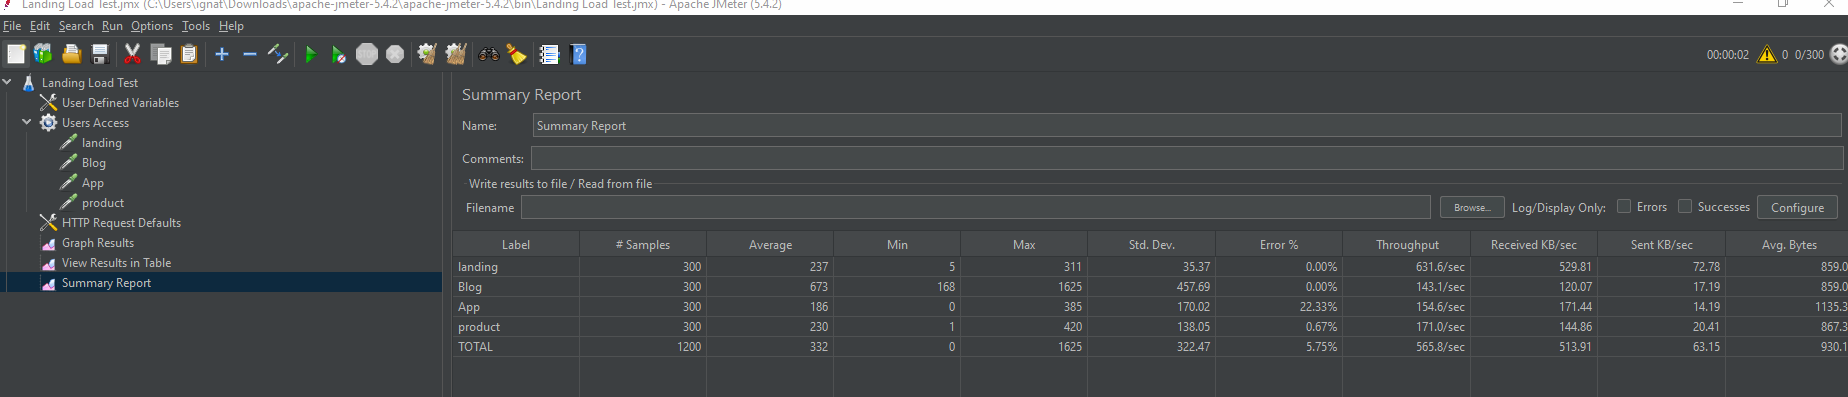 Landing Load Test.jmx (C:\Users\ignat\Downloads\apache-jmeter-5.4.2\apache-jmeter-5.4.2\bin\Landing Load Test.jmx) - Apache JMeter (5.4.2)
File Edit Search Run Options Tools Help
STOP 00:00:02 0 0/300
Landing Load Test
User Defined Variables
Users Access
landing
Blog
App
product
HTTP Request Defaults
Graph Results
View Results in Table
Summary Report
Summary Report
Name: Summary Report
Comments:
Write results to file / Read from file
Filename Browse... Log/Display Only: Errors Successes Configure
Label # Samples Average Min Max Std. Dev. Error % Throughput Received KB/sec Sent KB/sec Avg. Bytes
landing 300 237 5 311 35.37 0.00% 631.6/sec 529.81 72.78 859.0
Blog 300 673 168 1625 457.69 0.00% 143.1/sec 120.07 17.19 859.0
App 300 186 0 385 170.02 22.33% 154.6/sec 171.44 14.19 1135.3
product 300 230 1 420 138.05 0.67% 171.0/sec 144.86 20.41 867.3
TOTAL 1200 332 0 1625 322.47 5.75% 565.8/sec 513.91 63.15 930.1